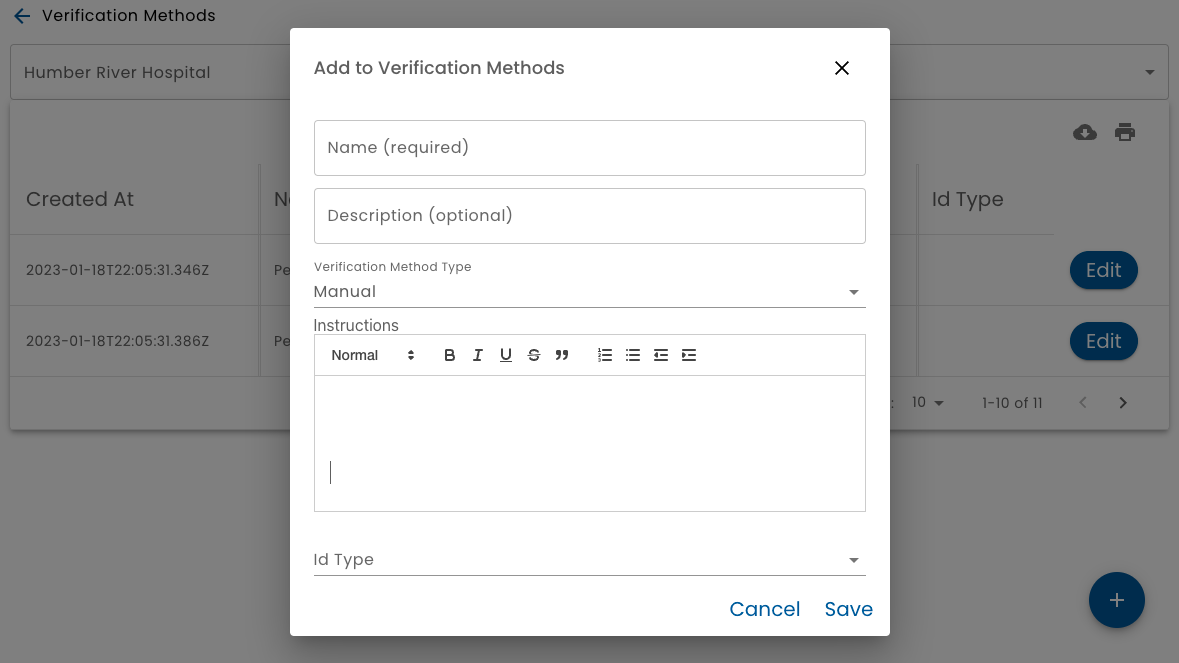 Verification Methods
Humber River Hospital
Add to Verification Methods
Name (required)
Description (optional)
Verification Method Type
Manual
Instructions
Normal
Id Type
Cancel Save
Created At Id Type
2023-01-18T22:05:31.346Z Pe Edit
2023-01-18T22:05:31.386Z Pe Edit
: 10 1-10 of 11